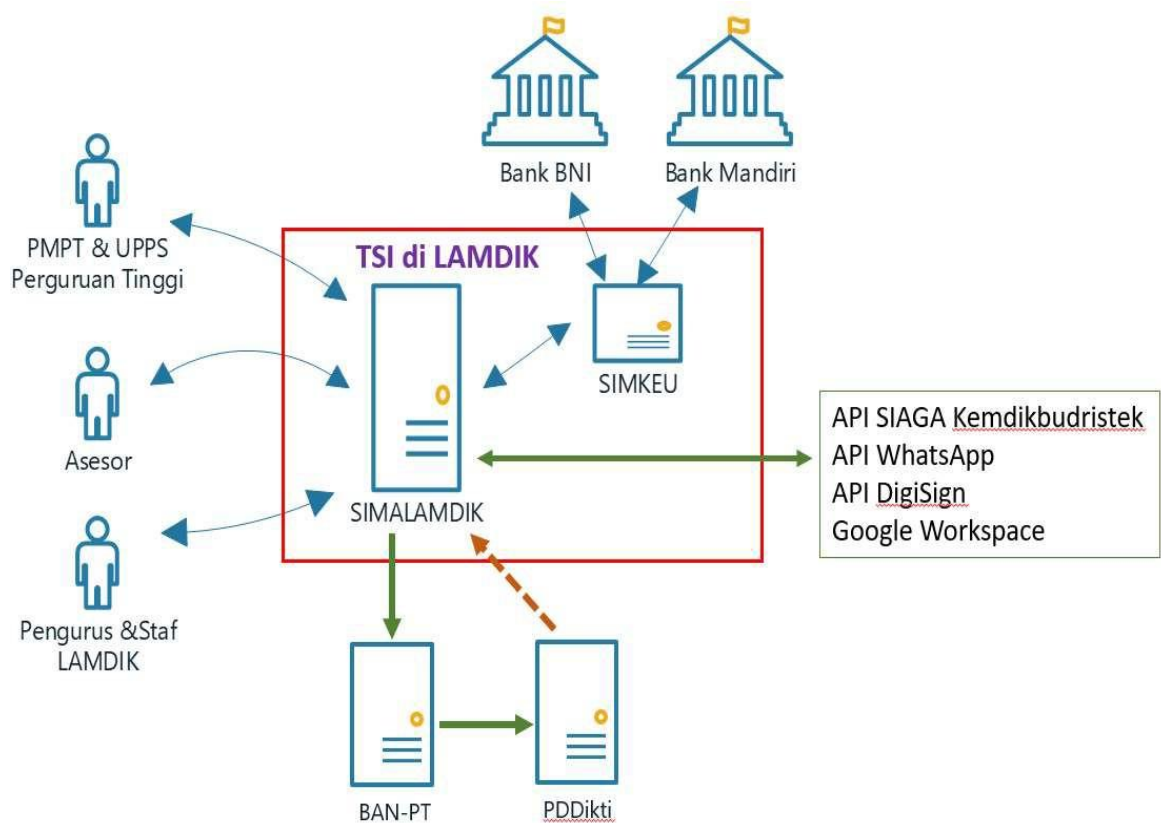 Bank BNI
Bank Mandiri
PMPT & UPPS
Perguruan Tinggi
TSI di LAMDIK
SIMKEU
Asesor
API SIAGA Kemdikbudristek
API WhatsApp
API DigiSign
Google Workspace
SIMALAMDIK
Pengurus &Staf
LAMDIK
BAN-PT
PDDikti